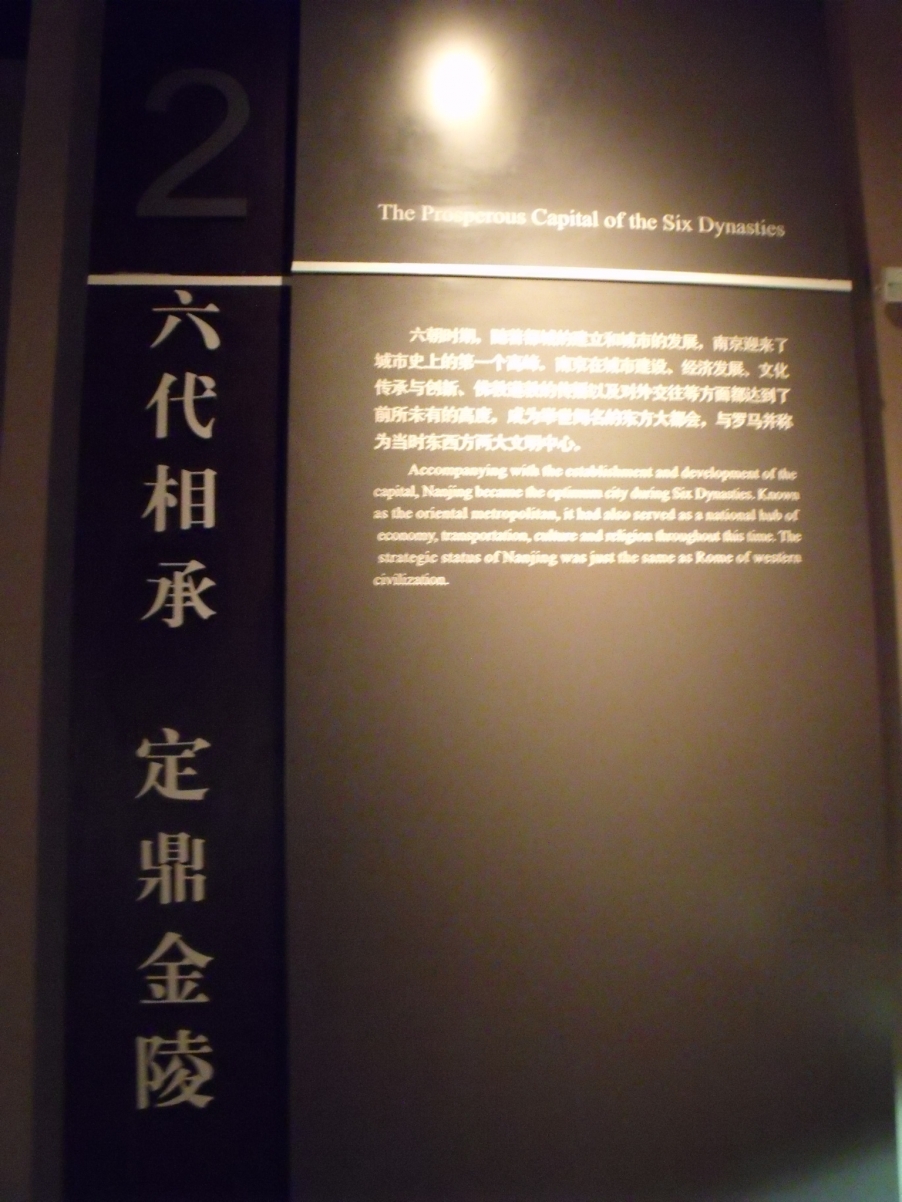 2
六代相承 定鼎金陵
The Prosperous Capital of the Six Dynasties
六朝时期，随着都城的建立和城市的发展，南京迎来了
城市史上的第一个高峰。南京在城市建设、经济发展、文化
传承与创新、佛教道教的传播以及对外交往等方面都达到了
前所未有的高度，成为举世闻名的东方大都会，与罗马并称
为当时东西方两大文明中心。
Accompanying with the establishment and development of the
capital, Nanjing became the optimum city during Six Dynasties. Known
as the oriental metropolitan, it had also served as a national hub of
economy, transportation, culture and religion throughout this time. The
strategic status of Nanjing was just the same as Rome of western
civilization.